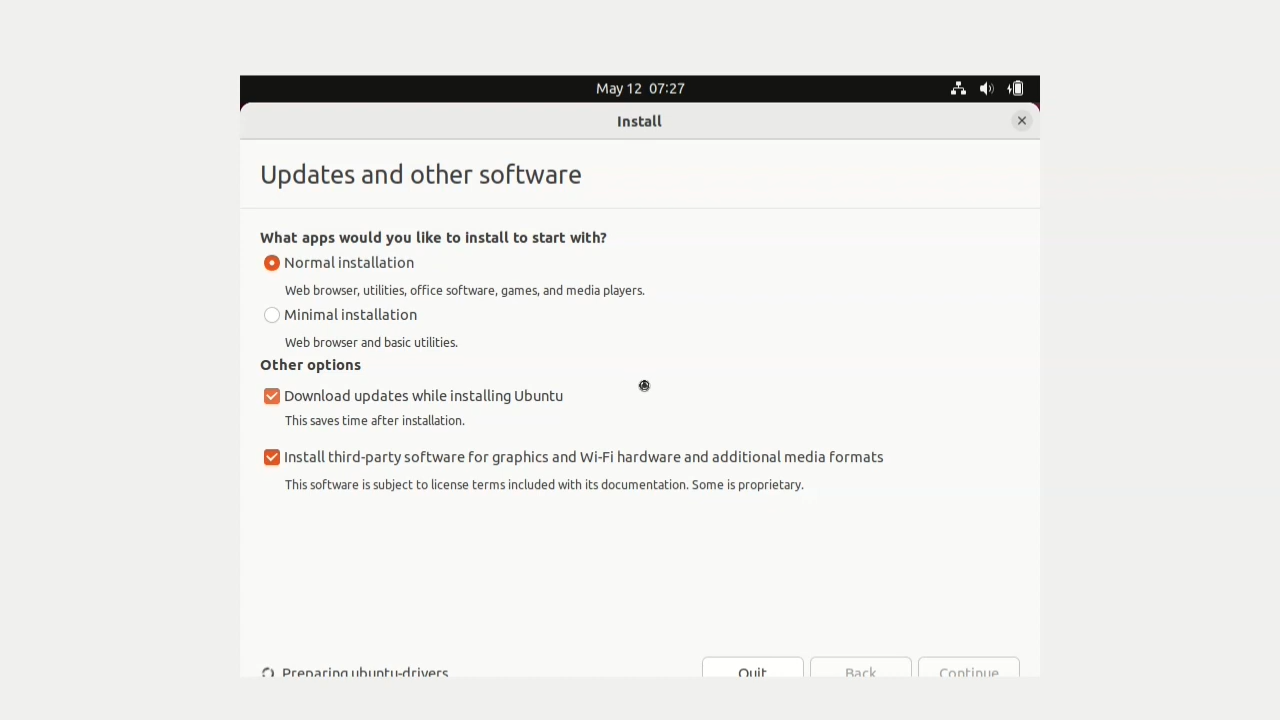 May 12 07:27
Install
Updates and other software
What apps would you like to install to start with?
Normal installation
Web browser, utilities, office software, games, and media players.
Minimal installation
Web browser and basic utilities.
Other options
Download updates while installing Ubuntu
This saves time after installation.
Install third-party software for graphics and Wi-Fi hardware and additional media formats
This software is subject to license terms included with its documentation. Some is proprietary.
Preparing ubuntu-drivers Quit Back Continue